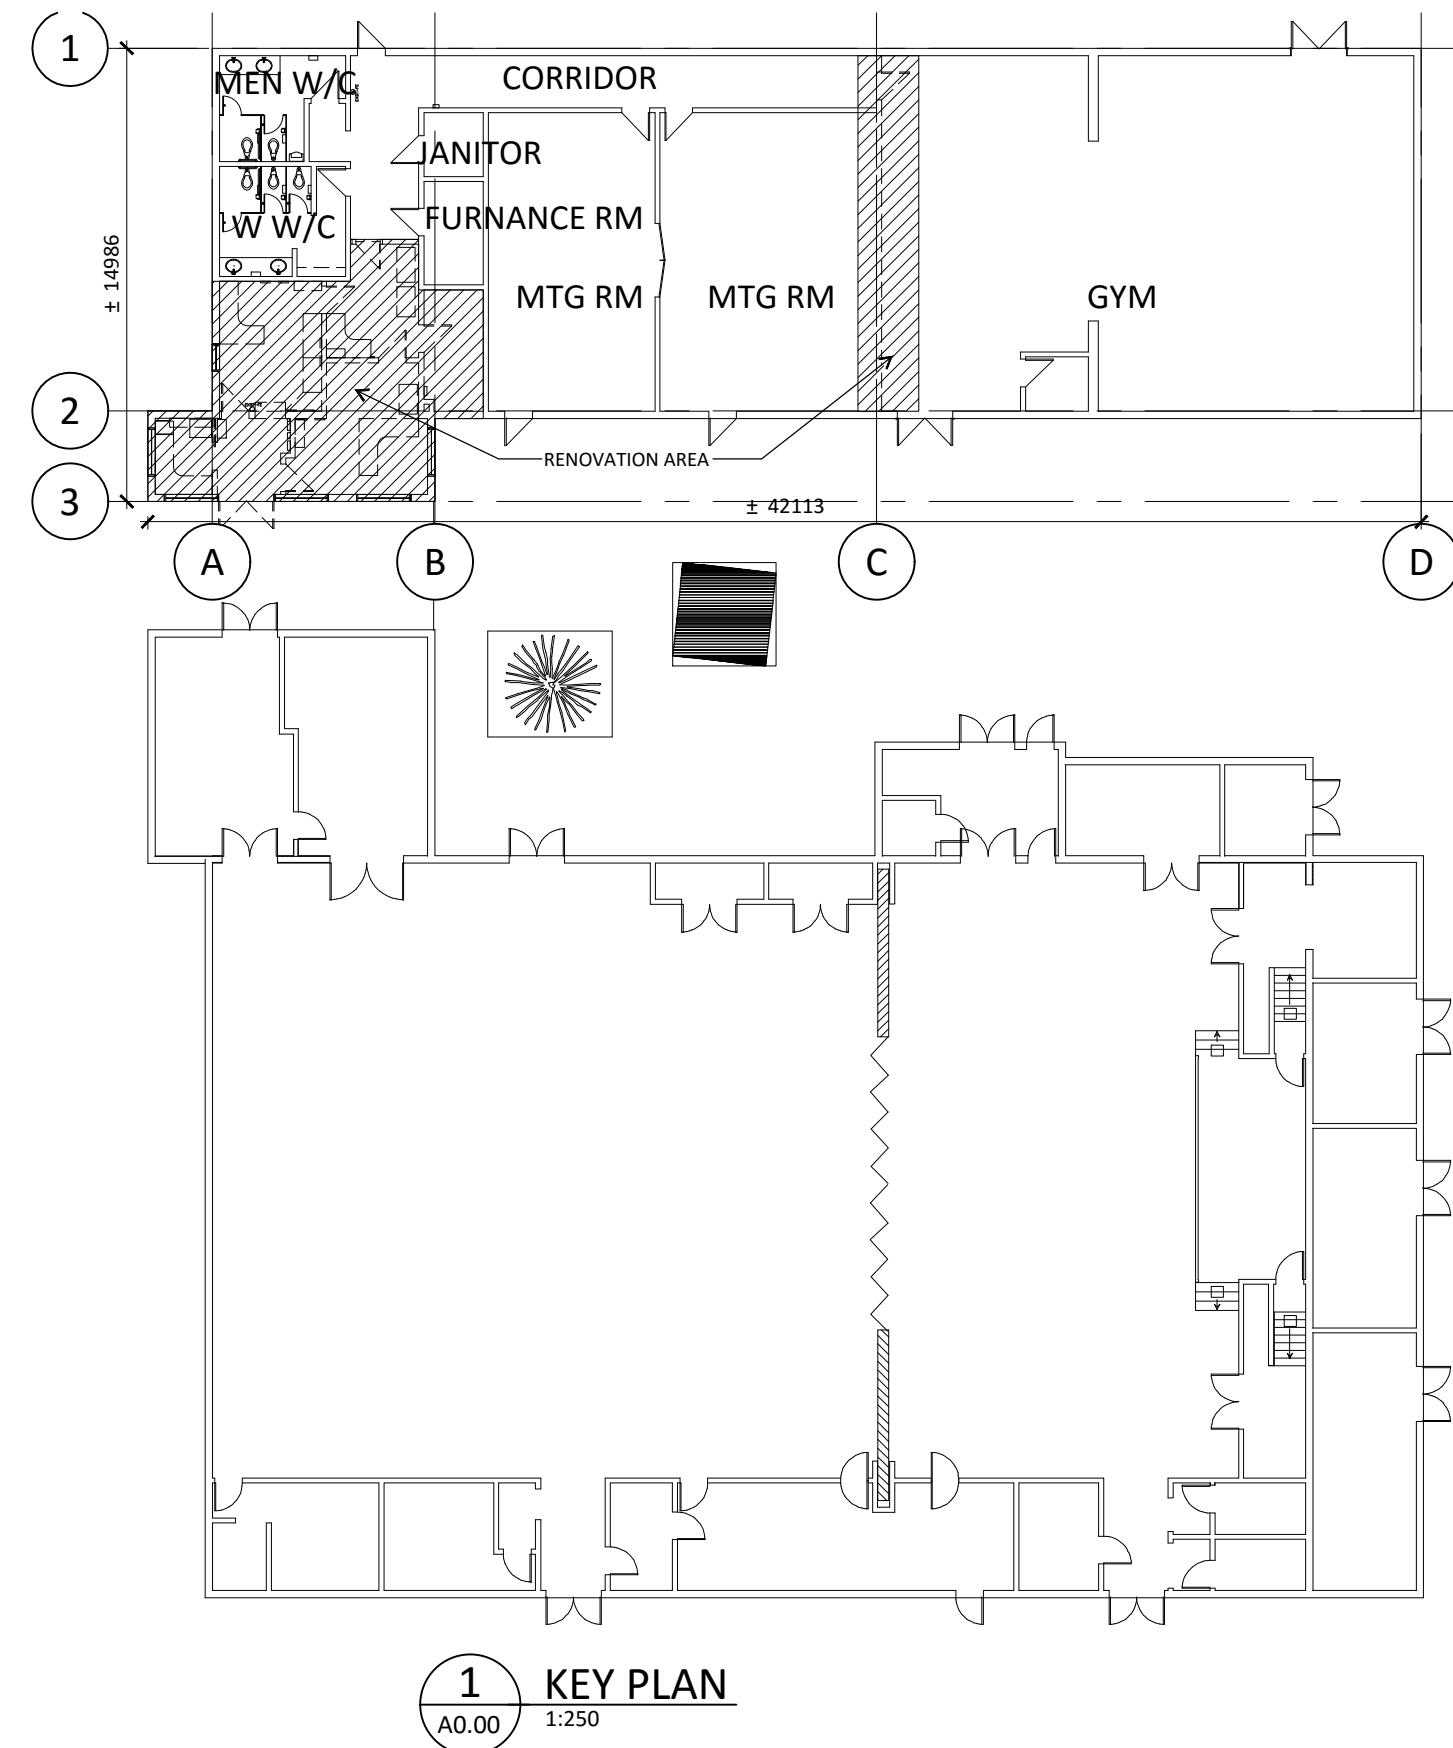 1
MEN W/C
CORRIDOR
JANITOR
FURNANCE RM
W W/C
± 14986
MTG RM
MTG RM
GYM
2
RENOVATION AREA
3
± 42113
A
B
C
D
1
KEY PLAN
A0.00
1:250